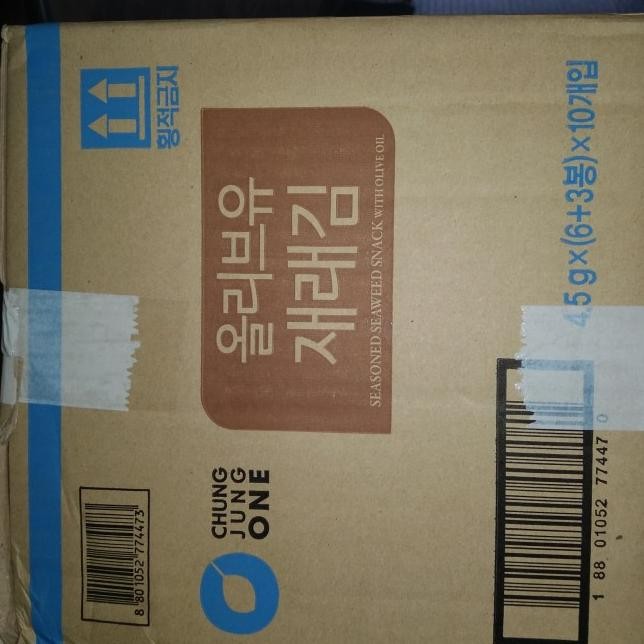 8 801052 774473
횡적금지
CHUNG
JUNG
ONE
올리브유
재래김
SEASONED SEAWEED SNACK WITH OLIVE OIL
4.5g×(6+3봉)×10개입
1 88 01052 77447 0